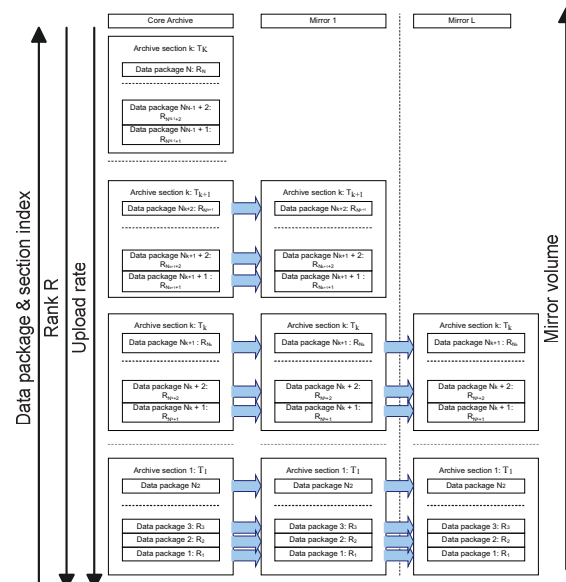 Core Archive
Mirror 1
Mirror L
Archive section k: TK
Data package N: RN
Data package NN-1 + 2:
RNN-1+2
Data package NN-1 + 1:
RNN-1+1
Archive section k: Tk+1
Data package Nk+2: RNk+1
Data package Nk+1 + 2:
RNk+1+2
Data package Nk+1 + 1 :
RNk+1+1
Archive section k: Tk+1
Data package Nk+2: RNk+1
Data package Nk+1 + 2:
RNk+1+2
Data package Nk+1 + 1 :
RNk+1+1
Archive section k: Tk
Data package Nk+1 : RNk
Data package Nk + 2:
RNk+2
Data package Nk + 1:
RNk+1
Archive section k: Tk
Data package Nk+1 : RNk
Data package Nk + 2:
RNk+2
Data package Nk + 1:
RNk+1
Archive section k: Tk
Data package Nk+1 : RNk
Data package Nk + 2:
RNk+2
Data package Nk + 1:
RNk+1
Archive section 1: T1
Data package N2
Data package 3: R3
Data package 2: R2
Data package 1: R1
Archive section 1: T1
Data package N2
Data package 3: R3
Data package 2: R2
Data package 1: R1
Archive section 1: T1
Data package N2
Data package 3: R3
Data package 2: R2
Data package 1: R1
Data package & section index
Rank R
Upload rate
Mirror volume